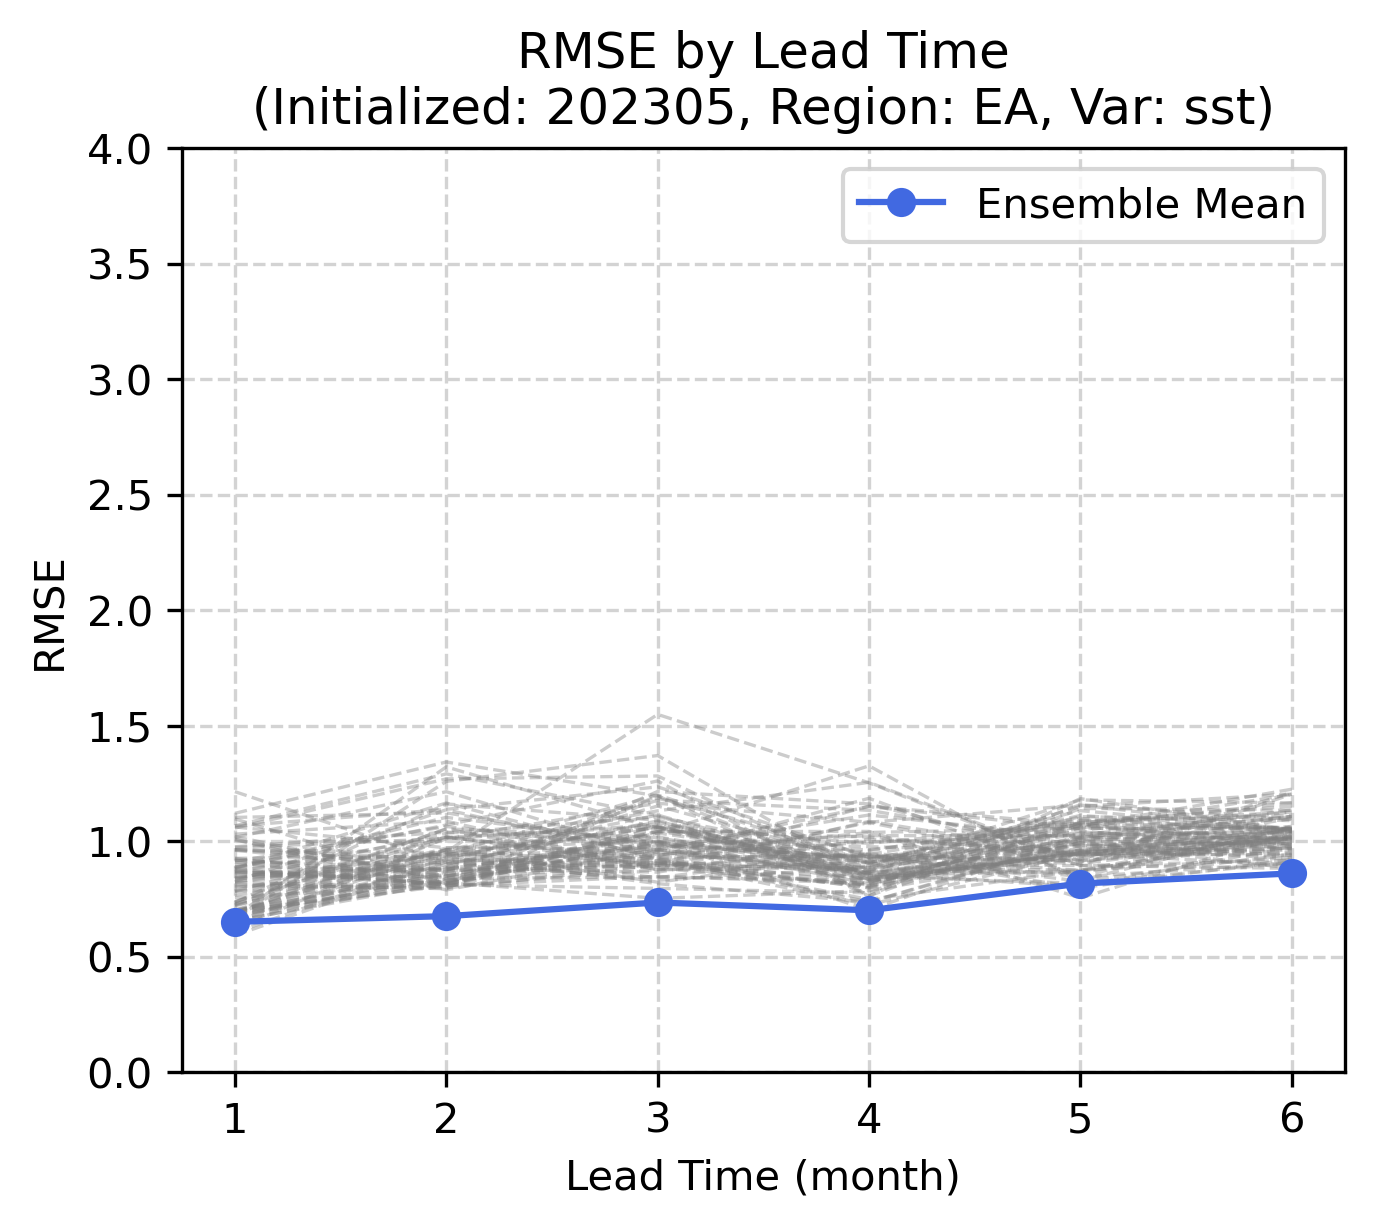 RMSE by Lead Time
(Initialized: 202305, Region: EA, Var: sst)
4.0
3.5
3.0
2.5
2.0
1.5
1.0
0.5
0.0
RMSE
Ensemble Mean
1 2 3 4 5 6
Lead Time (month)